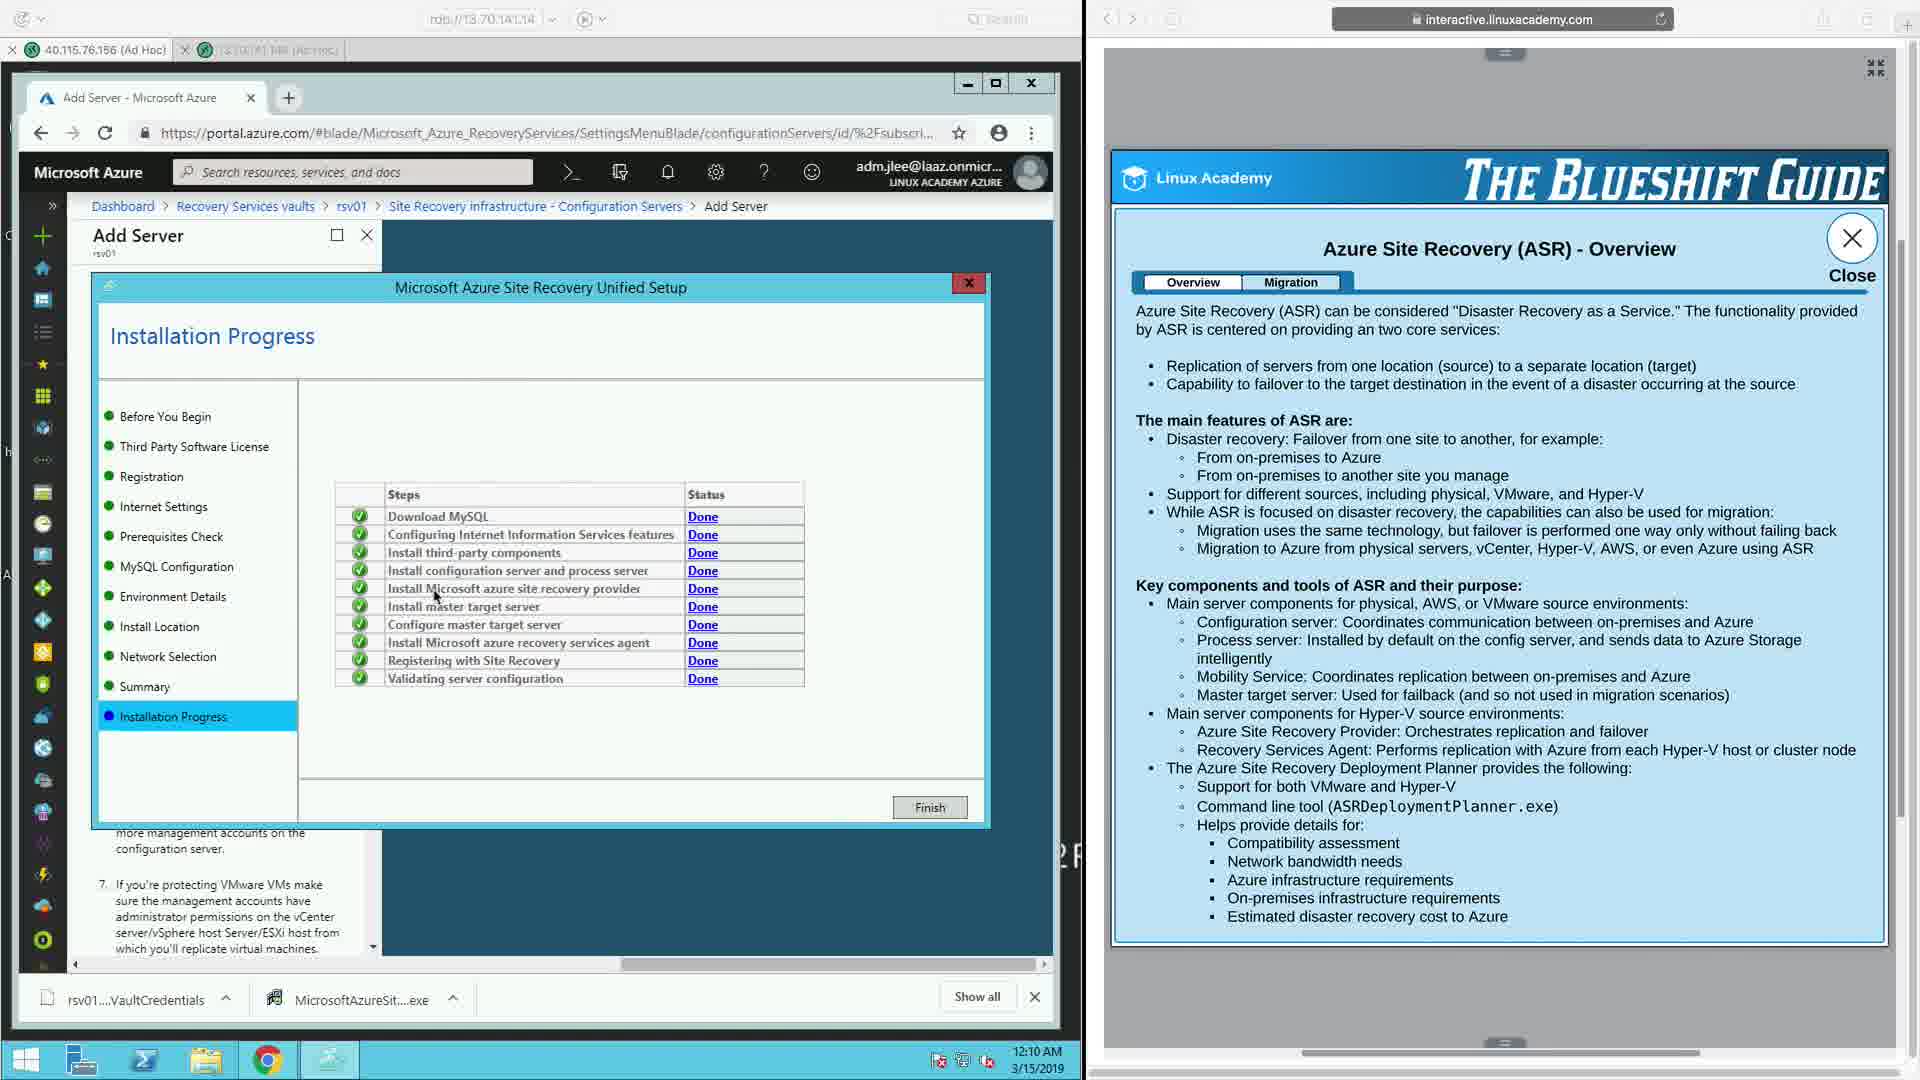 rdp://13.70.141.14
Search
40.115.76.156 (Ad Hoc)
Add Server - Microsoft Azure
https://portal.azure.com/#blade/Microsoft_Azure_RecoveryServices/SettingsMenuBlade/configurationServers/id/%2Fsubscri...
Microsoft Azure
Search resources, services, and docs
adm.jlee@laaz.onmicr...
LINUX ACADEMY AZURE
Dashboard > Recovery Services vaults > rsv01 > Site Recovery infrastructure - Configuration Servers > Add Server
Add Server
rsv01
Microsoft Azure Site Recovery Unified Setup
Installation Progress
Before You Begin
Third Party Software License
Registration
Internet Settings
Prerequisites Check
MySQL Configuration
Environment Details
Install Location
Network Selection
Summary
Installation Progress
Steps Status
Download MySQL Done
Configuring Internet Information Services features Done
Install third-party components Done
Install configuration server and process server Done
Install Microsoft azure site recovery provider Done
Install master target server Done
Configure master target server Done
Install Microsoft azure recovery services agent Done
Registering with Site Recovery Done
Validating server configuration Done
Finish
more management accounts on the
configuration server.
7. If you're protecting VMware VMs make
sure the management accounts have
administrator permissions on the vCenter
server/vSphere host Server/ESXi host from
which you'll replicate virtual machines.
rsv01....VaultCredentials
MicrosoftAzureSit....exe
Show all
12:10 AM
3/15/2019
interactive.linuxacademy.com
Linux Academy
THE BLUESHIFT GUIDE
Azure Site Recovery (ASR) - Overview
Close
Overview
Migration
Azure Site Recovery (ASR) can be considered "Disaster Recovery as a Service." The functionality provided
by ASR is centered on providing an two core services:
• Replication of servers from one location (source) to a separate location (target)
• Capability to failover to the target destination in the event of a disaster occurring at the source
The main features of ASR are:
• Disaster recovery: Failover from one site to another, for example:
◦ From on-premises to Azure
◦ From on-premises to another site you manage
• Support for different sources, including physical, VMware, and Hyper-V
• While ASR is focused on disaster recovery, the capabilities can also be used for migration:
◦ Migration uses the same technology, but failover is performed one way only without failing back
◦ Migration to Azure from physical servers, vCenter, Hyper-V, AWS, or even Azure using ASR
Key components and tools of ASR and their purpose:
• Main server components for physical, AWS, or VMware source environments:
◦ Configuration server: Coordinates communication between on-premises and Azure
◦ Process server: Installed by default on the config server, and sends data to Azure Storage
intelligently
◦ Mobility Service: Coordinates replication between on-premises and Azure
◦ Master target server: Used for failback (and so not used in migration scenarios)
• Main server components for Hyper-V source environments:
◦ Azure Site Recovery Provider: Orchestrates replication and failover
◦ Recovery Services Agent: Performs replication with Azure from each Hyper-V host or cluster node
• The Azure Site Recovery Deployment Planner provides the following:
◦ Support for both VMware and Hyper-V
◦ Command line tool (ASRDeploymentPlanner.exe)
◦ Helps provide details for:
▪ Compatibility assessment
▪ Network bandwidth needs
▪ Azure infrastructure requirements
▪ On-premises infrastructure requirements
▪ Estimated disaster recovery cost to Azure